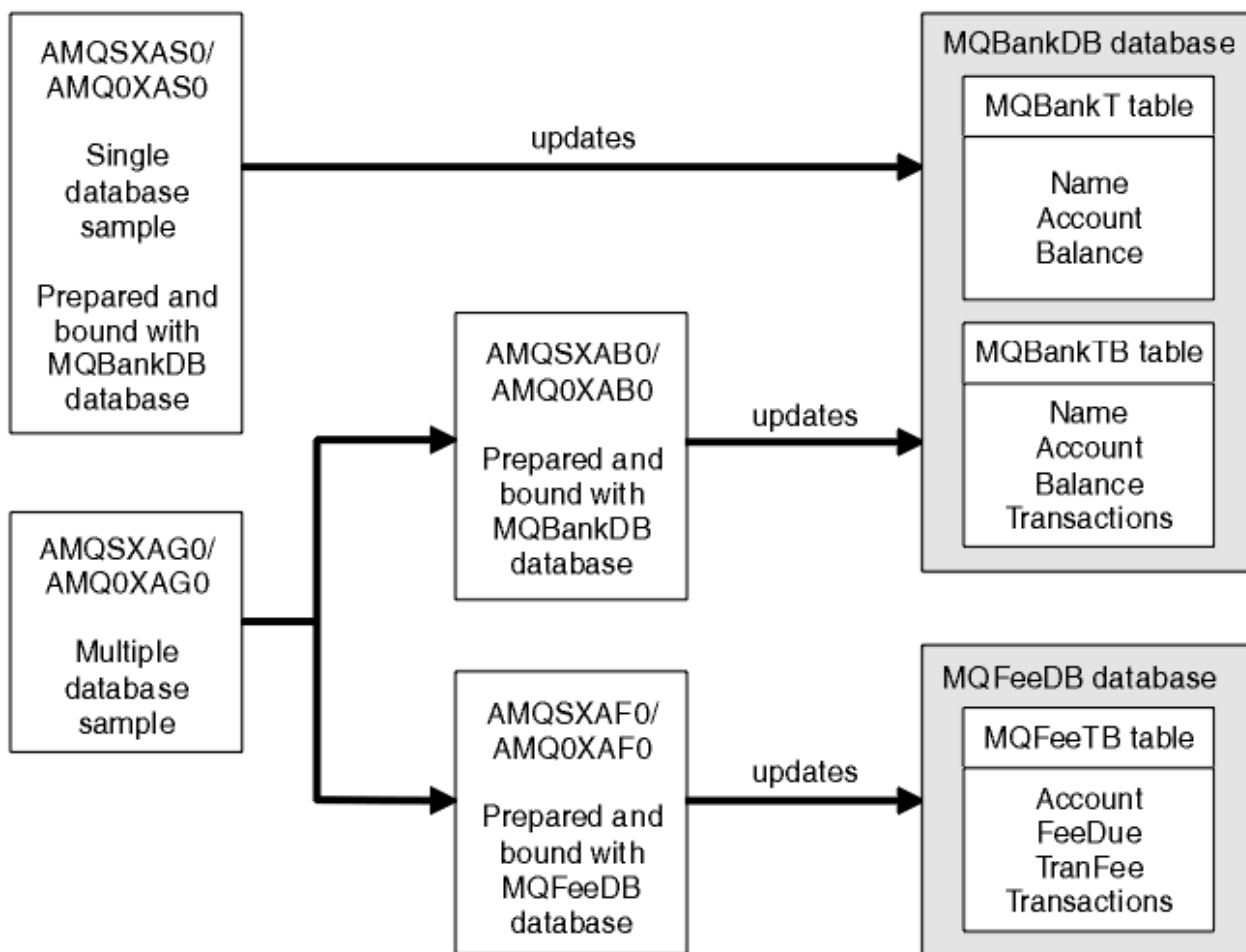 AMQSXAS0/
AMQ0XAS0
Single
database
sample
Prepared and
bound with
MQBankDB
database
updates
MQBankDB database
MQBankT table
Name
Account
Balance
MQBankTB table
Name
Account
Balance
Transactions
AMQSXAB0/
AMQ0XAB0
Prepared and
bound with
MQBankDB
database
updates
AMQSXAG0/
AMQ0XAG0
Multiple
database
sample
AMQSXAF0/
AMQ0XAF0
Prepared and
bound with
MQFeeDB
database
updates
MQFeeDB database
MQFeeTB table
Account
FeeDue
TranFee
Transactions